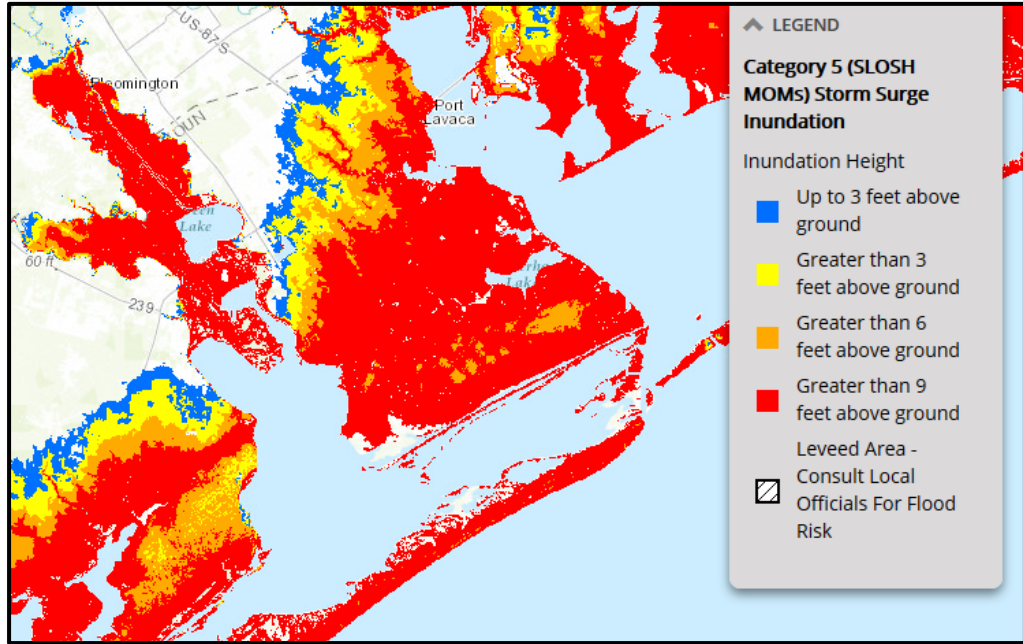 US-87-S
Bloomington
OUN
Port
Lavaca
Lake
Lake
60 ft
239
LEGEND
Category 5 (SLOSH
MOMs) Storm Surge
Inundation
Inundation Height
Up to 3 feet above
ground
Greater than 3
feet above ground
Greater than 6
feet above ground
Greater than 9
feet above ground
Leveed Area -
Consult Local
Officials For Flood
Risk